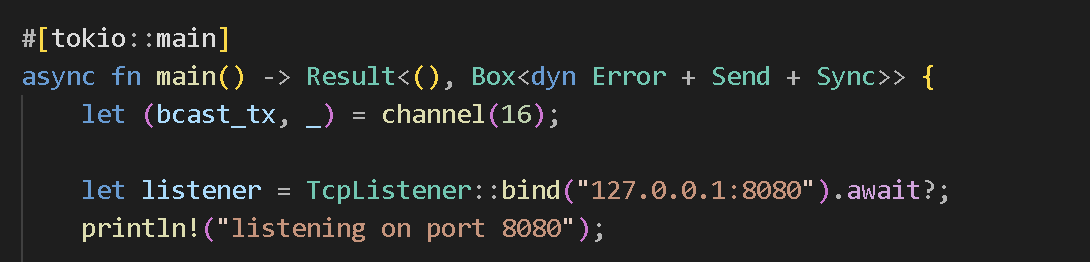 #[tokio::main]
async fn main() -> Result<(), Box<dyn Error + Send + Sync>> {
    let (bcast_tx, _) = channel(16);

    let listener = TcpListener::bind("127.0.0.1:8080").await?;
    println!("listening on port 8080");